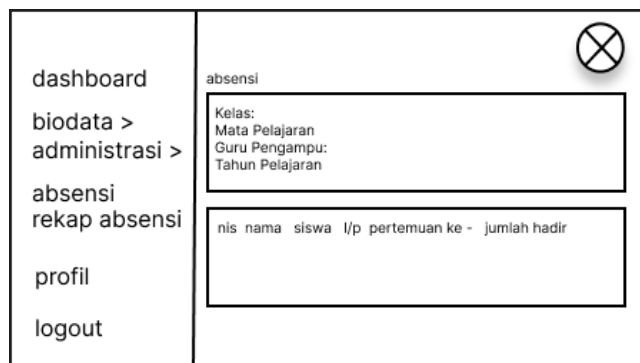 dashboard
biodata >
administrasi >
absensi
rekap absensi
profil
logout
absensi
Kelas:
Mata Pelajaran
Guru Pengampu:
Tahun Pelajaran
nis nama siswa l/p pertemuan ke - jumlah hadir